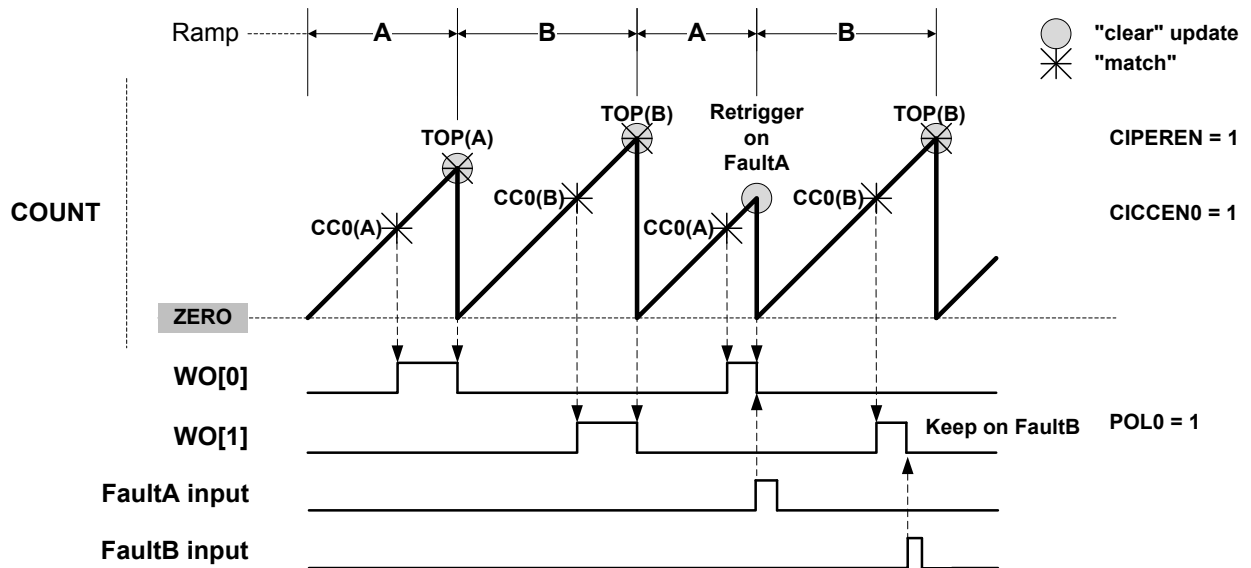 Ramp A B A B
"clear" update
"match"
TOP(A)
TOP(B)
Retrigger
on
FaultA
TOP(B)
CIPEREN = 1
COUNT
CC0(A)
CC0(B)
CC0(A)
CC0(B)
CICCEN0 = 1
ZERO
WO[0]
WO[1]
Keep on FaultB
POL0 = 1
FaultA input
FaultB input